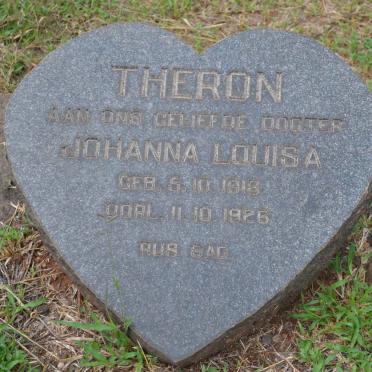 THERON
AAN ONS GELIEFDE DOGTER
JOHANNA LOUISA
GEB. 5.10.1918
OORL. 11.10.1926
RUS SAG